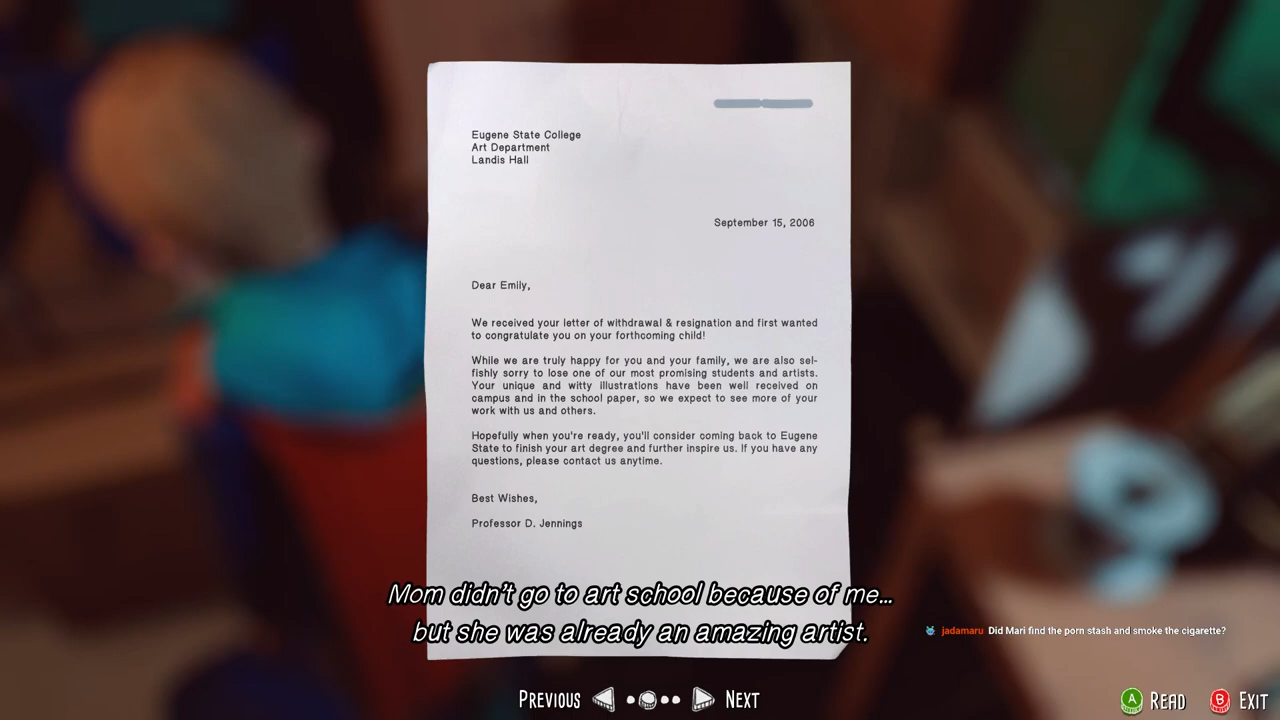 Eugene State College
Art Department
Landis Hall
September 15, 2006
Dear Emily,
We received your letter of withdrawal & resignation and first wanted
to congratulate you on your forthcoming child!
While we are truly happy for you and your family, we are also sel-
fishly sorry to lose one of our most promising students and artists.
Your unique and witty illustrations have been well received on
campus and in the school paper, so we expect to see more of your
work with us and others.
Hopefully when you're ready, you'll consider coming back to Eugene
State to finish your art degree and further inspire us. If you have any
questions, please contact us anytime.
Best Wishes,
Professor D. Jennings
Mom didn't go to art school because of me...
but she was already an amazing artist.
jadamaru Did Mari find the porn stash and smoke the cigarette?
PREVIOUS NEXT
A READ B EXIT